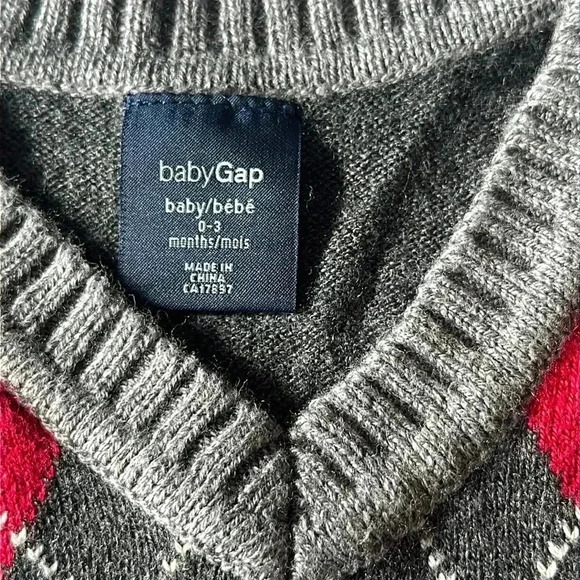 babyGap
baby/bébé
0-3
months/mois
MADE IN
CHINA
CA17897